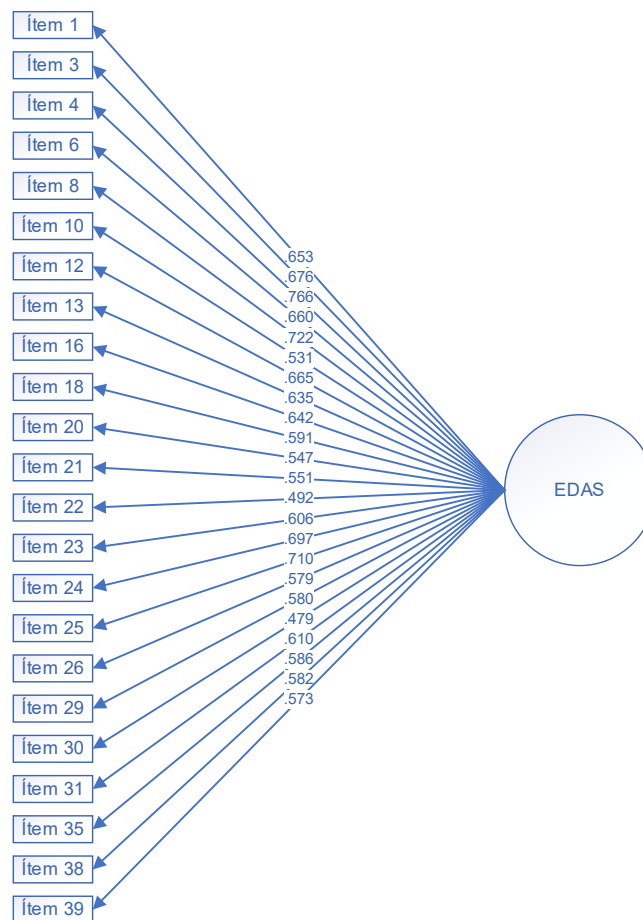 Ítem 1
Ítem 3
Ítem 4
Ítem 6
Ítem 8
Ítem 10
Ítem 12
Ítem 13
Ítem 16
Ítem 18
Ítem 20
Ítem 21
Ítem 22
Ítem 23
Ítem 24
Ítem 25
Ítem 26
Ítem 29
Ítem 30
Ítem 31
Ítem 35
Ítem 38
Ítem 39
.653
.676
.766
.660
.722
.531
.665
.635
.642
.591
.547
.551
.492
.606
.697
.710
.579
.580
.479
.610
.586
.582
.573
EDAS